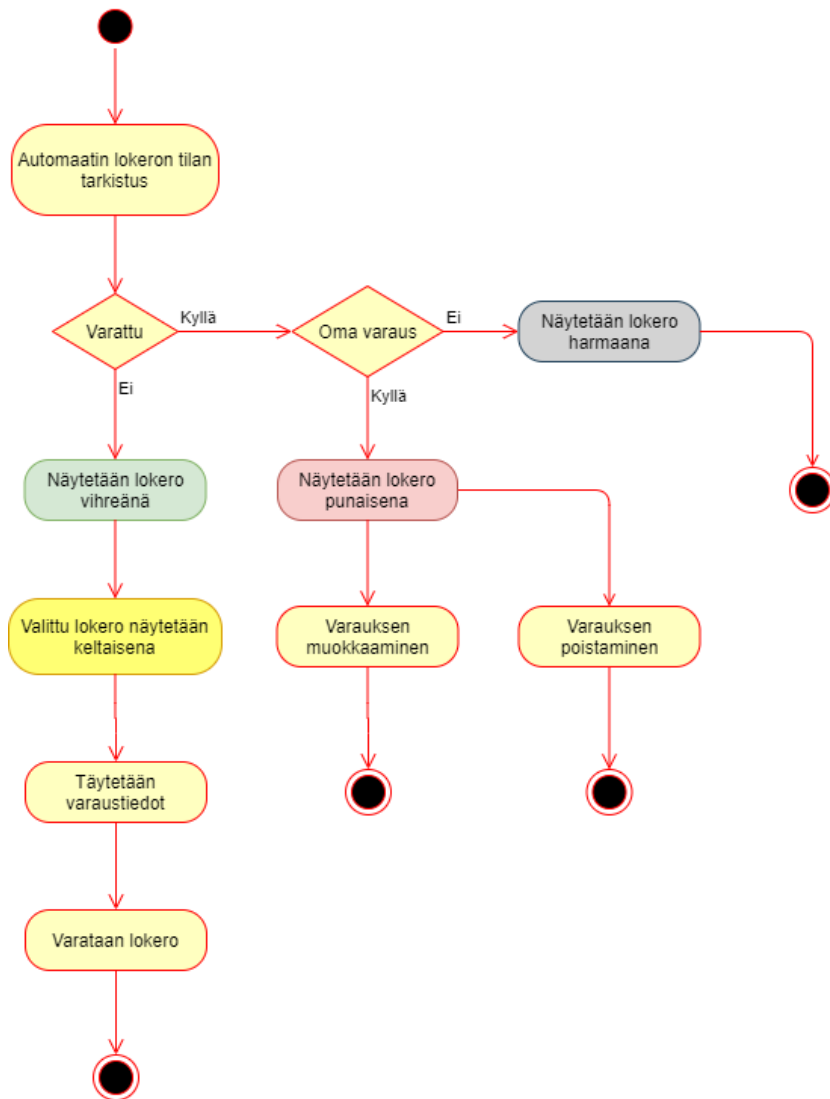 Automaatin lokeron tilan
tarkistus
Varattu
Kyllä
Oma varaus
Ei
Näytetään lokero
harmaana
Ei
Kyllä
Näytetään lokero
vihreänä
Näytetään lokero
punaisena
Valittu lokero näytetään
keltaisena
Varauksen
muokkaaminen
Varauksen
poistaminen
Täytetään
varaustiedot
Varataan lokero